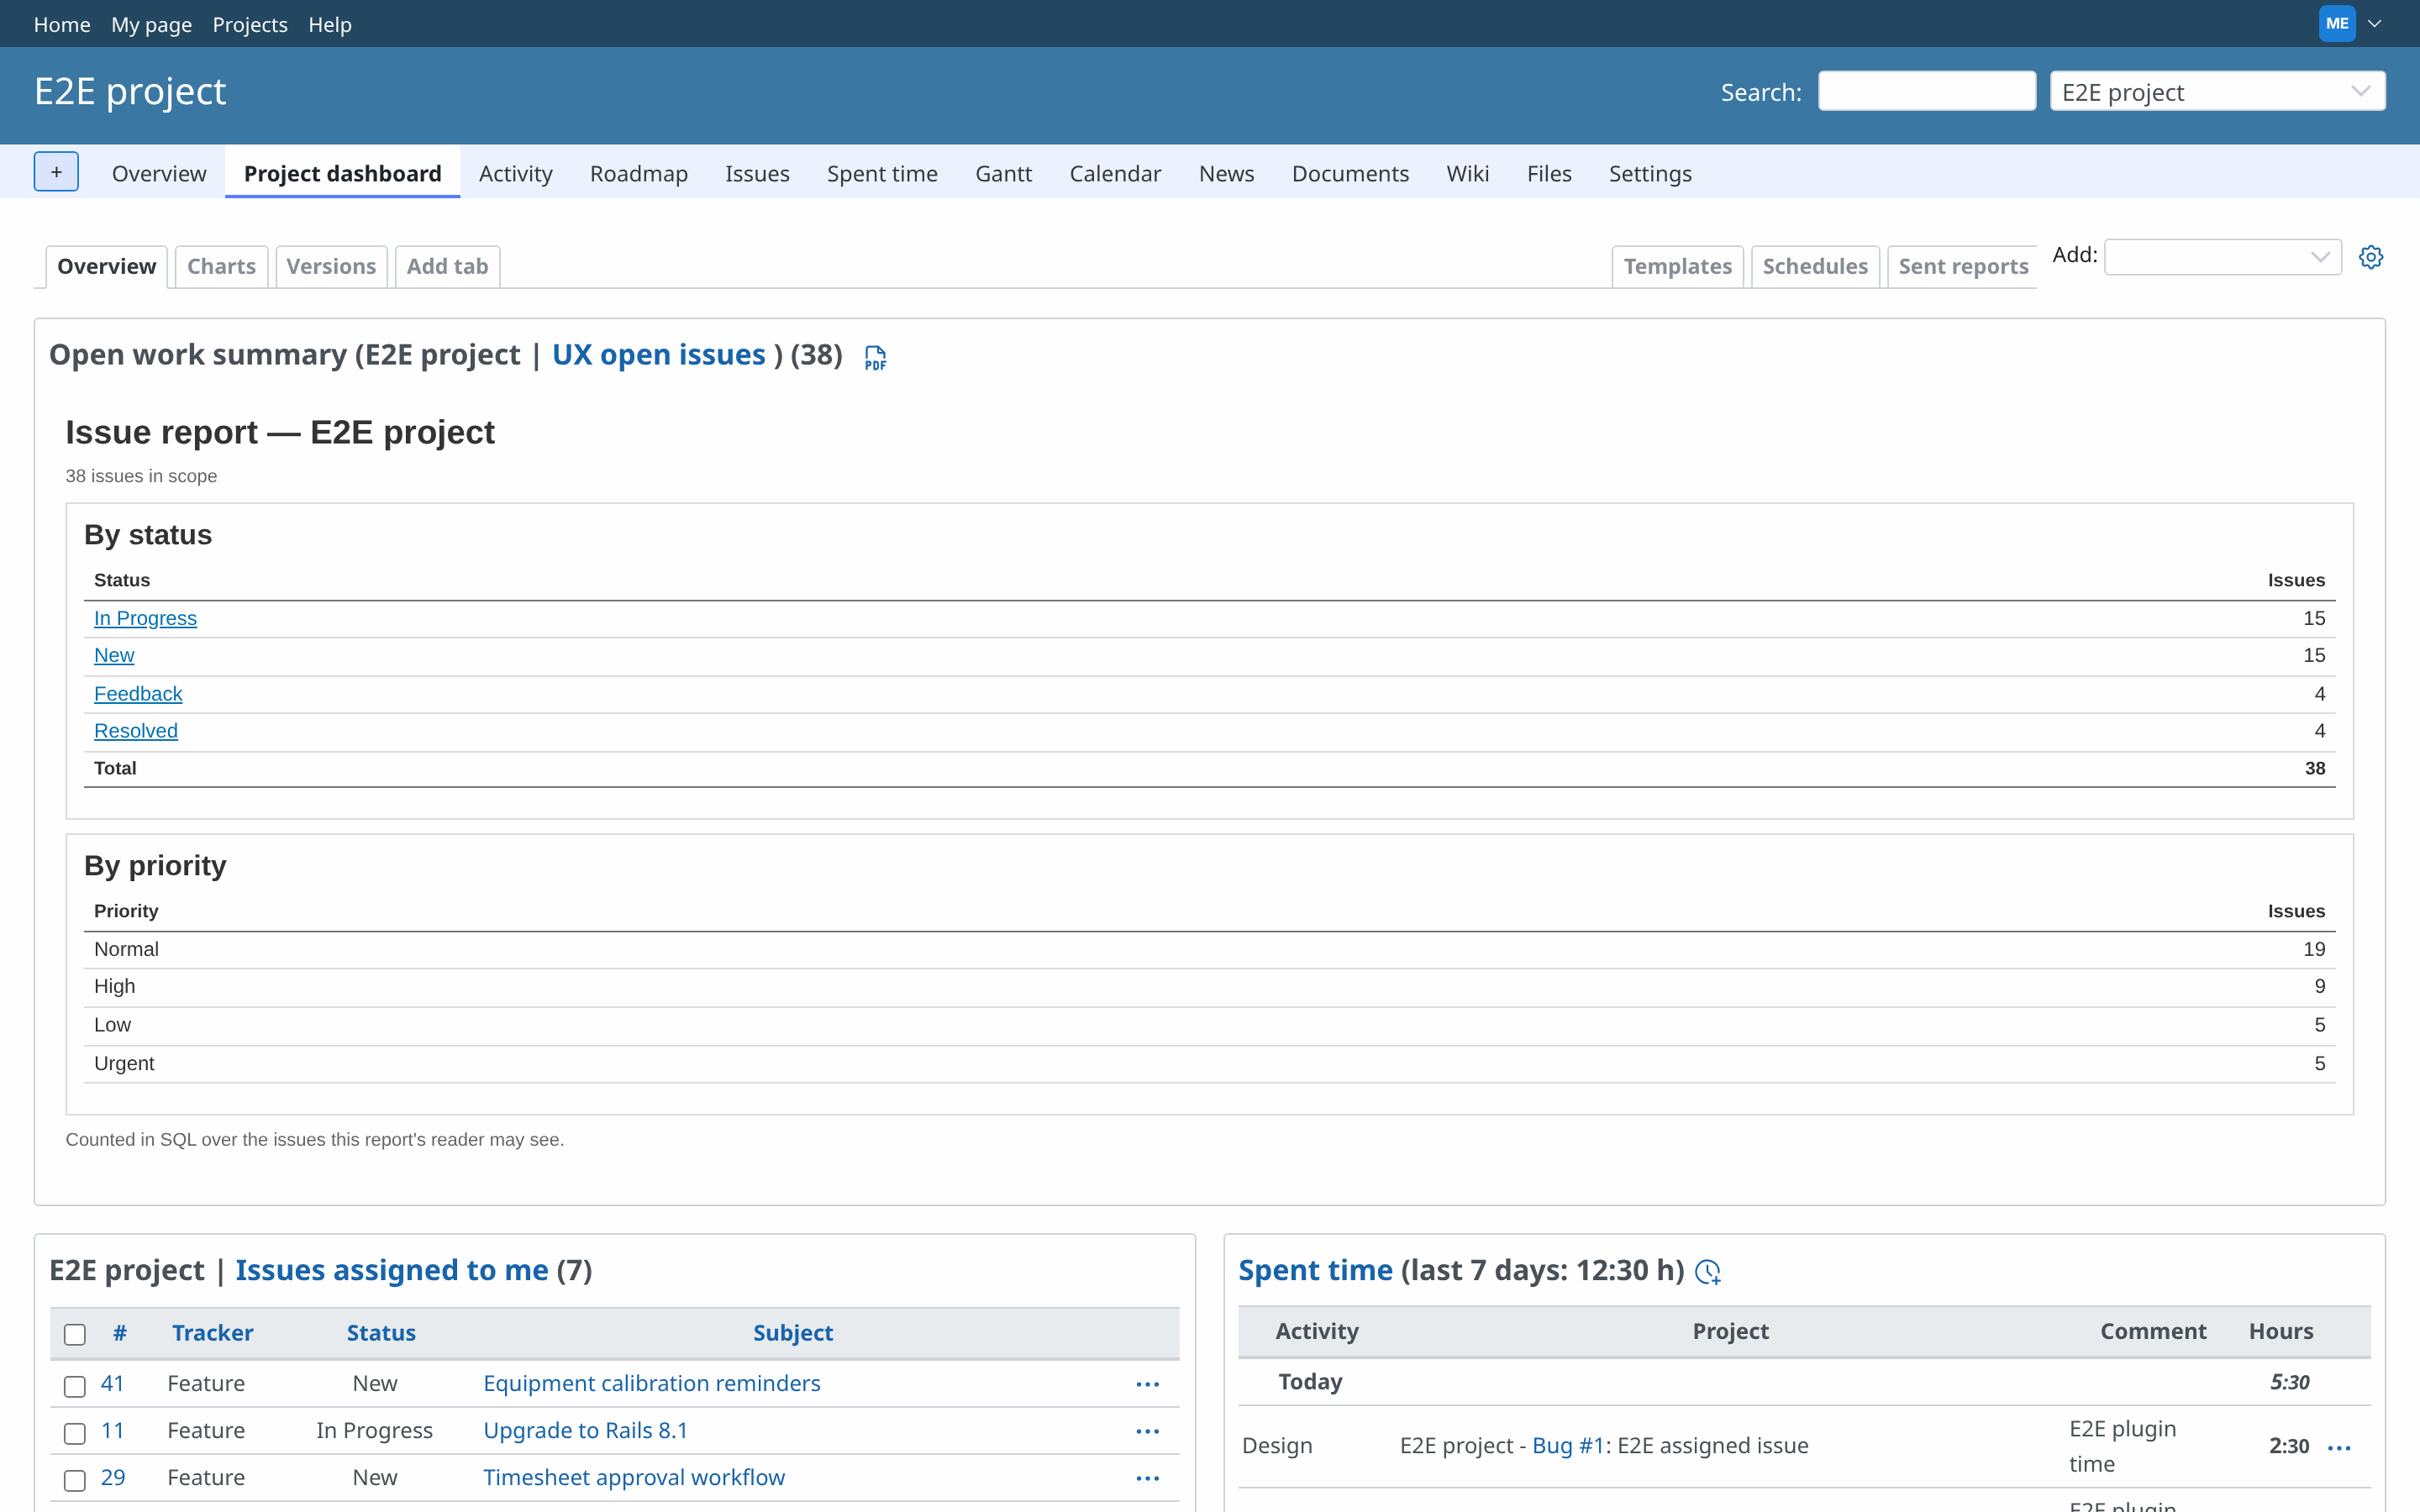 Home My page Projects Help ME
E2E project Search: E2E project
+ Overview Project dashboard Activity Roadmap Issues Spent time Gantt Calendar News Documents Wiki Files Settings
Overview Charts Versions Add tab Templates Schedules Sent reports Add:
Open work summary (E2E project | UX open issues ) (38) PDF
Issue report — E2E project
38 issues in scope
By status
Status Issues
In Progress 15
New 15
Feedback 4
Resolved 4
Total 38
By priority
Priority Issues
Normal 19
High 9
Low 5
Urgent 5
Counted in SQL over the issues this report's reader may see.
E2E project | Issues assigned to me (7)
# Tracker Status Subject
41 Feature New Equipment calibration reminders ...
11 Feature In Progress Upgrade to Rails 8.1 ...
29 Feature New Timesheet approval workflow ...
Spent time (last 7 days: 12:30 h)
Activity Project Comment Hours
Today 5:30
Design E2E project - Bug #1: E2E assigned issue E2E plugin time 2:30 ...
E2E plugin